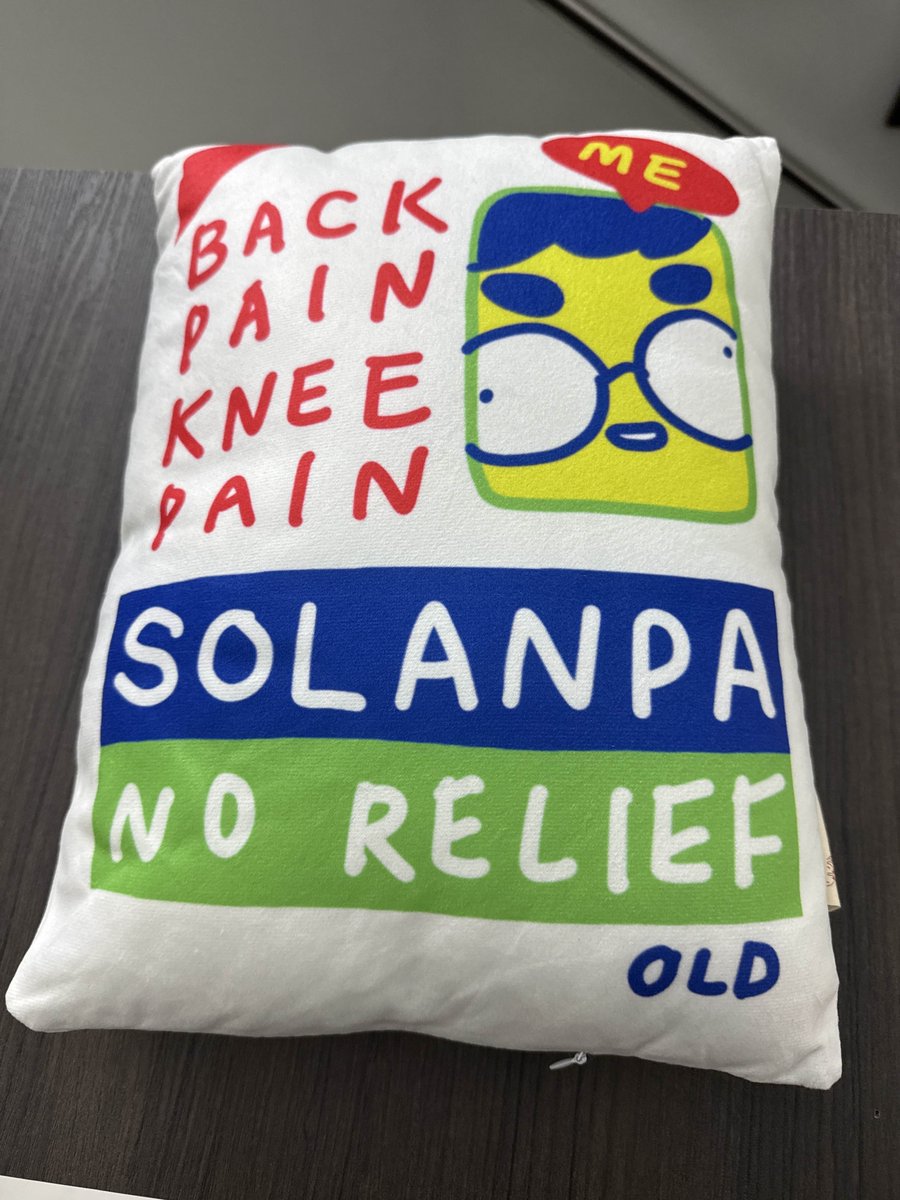 BACK
PAIN
KNEE
PAIN
ME
SOLANPA
NO RELIEF
OLD